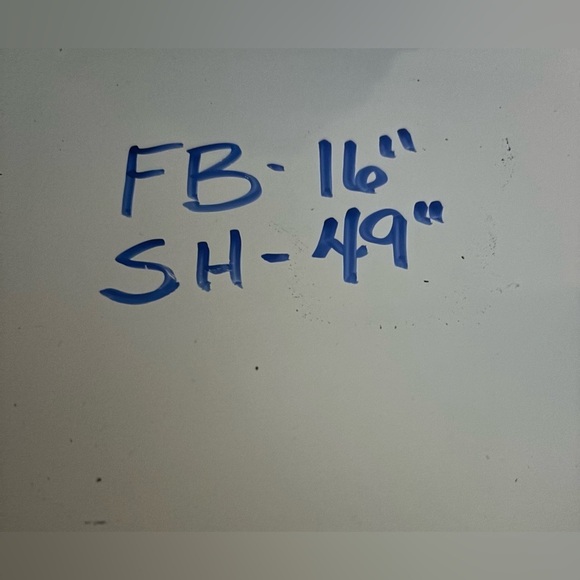 FB- 16"
SH- 49"